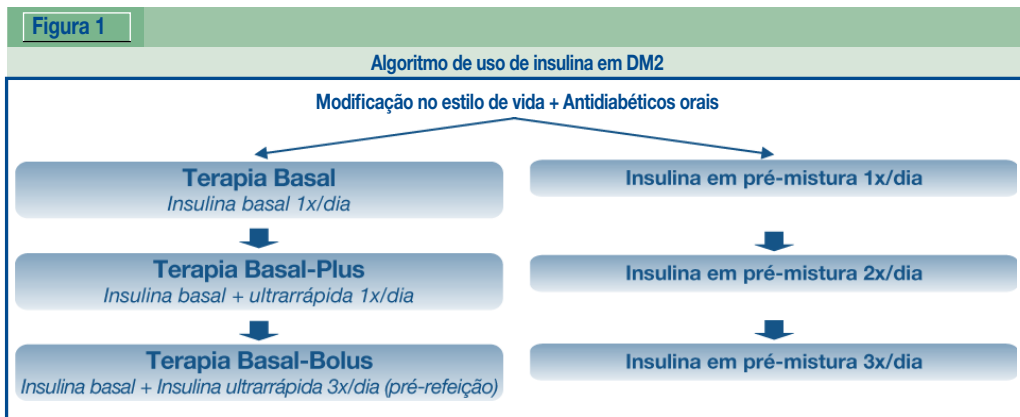 Figura 1
Algoritmo de uso de insulina em DM2
Modificação no estilo de vida + Antidiabéticos orais
Terapia Basal
Insulina basal 1x/dia
Terapia Basal-Plus
Insulina basal + ultrarrápida 1x/dia
Terapia Basal-Bolus
Insulina basal + Insulina ultrarrápida 3x/dia (pré-refeição)
Insulina em pré-mistura 1x/dia
Insulina em pré-mistura 2x/dia
Insulina em pré-mistura 3x/dia